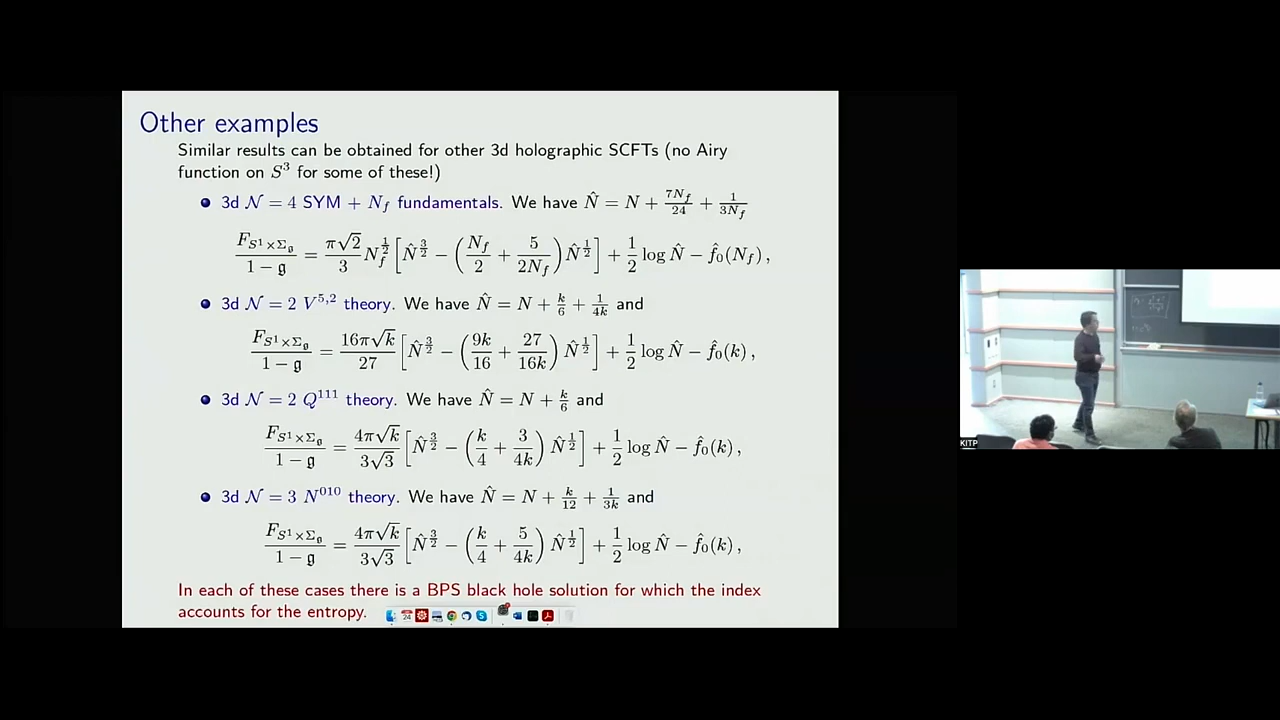 Other examples
Similar results can be obtained for other 3d holographic SCFTs (no Airy
function on S³ for some of these!)
● 3d 𝒩 = 4 SYM + N_f fundamentals. We have N̂ = N + 7N_f/24 + 1/(3N_f)
F_{S¹×Σ_𝔤}/(1 − 𝔤) = (π√2/3) N_f^{1/2} [N̂^{3/2} − (N_f/2 + 5/(2N_f)) N̂^{1/2}] + 1/2 log N̂ − f̂₀(N_f) ,
● 3d 𝒩 = 2 V^{5,2} theory. We have N̂ = N + k/6 + 1/(4k) and
F_{S¹×Σ_𝔤}/(1 − 𝔤) = (16π√k/27) [N̂^{3/2} − (9k/16 + 27/(16k)) N̂^{1/2}] + 1/2 log N̂ − f̂₀(k) ,
● 3d 𝒩 = 2 Q^{111} theory. We have N̂ = N + k/6 and
F_{S¹×Σ_𝔤}/(1 − 𝔤) = (4π√k/(3√3)) [N̂^{3/2} − (k/4 + 3/(4k)) N̂^{1/2}] + 1/2 log N̂ − f̂₀(k) ,
● 3d 𝒩 = 3 N^{010} theory. We have N̂ = N + k/12 + 1/(3k) and
F_{S¹×Σ_𝔤}/(1 − 𝔤) = (4π√k/(3√3)) [N̂^{3/2} − (k/4 + 5/(4k)) N̂^{1/2}] + 1/2 log N̂ − f̂₀(k) ,
In each of these cases there is a BPS black hole solution for which the index
accounts for the entropy.
24
KITP